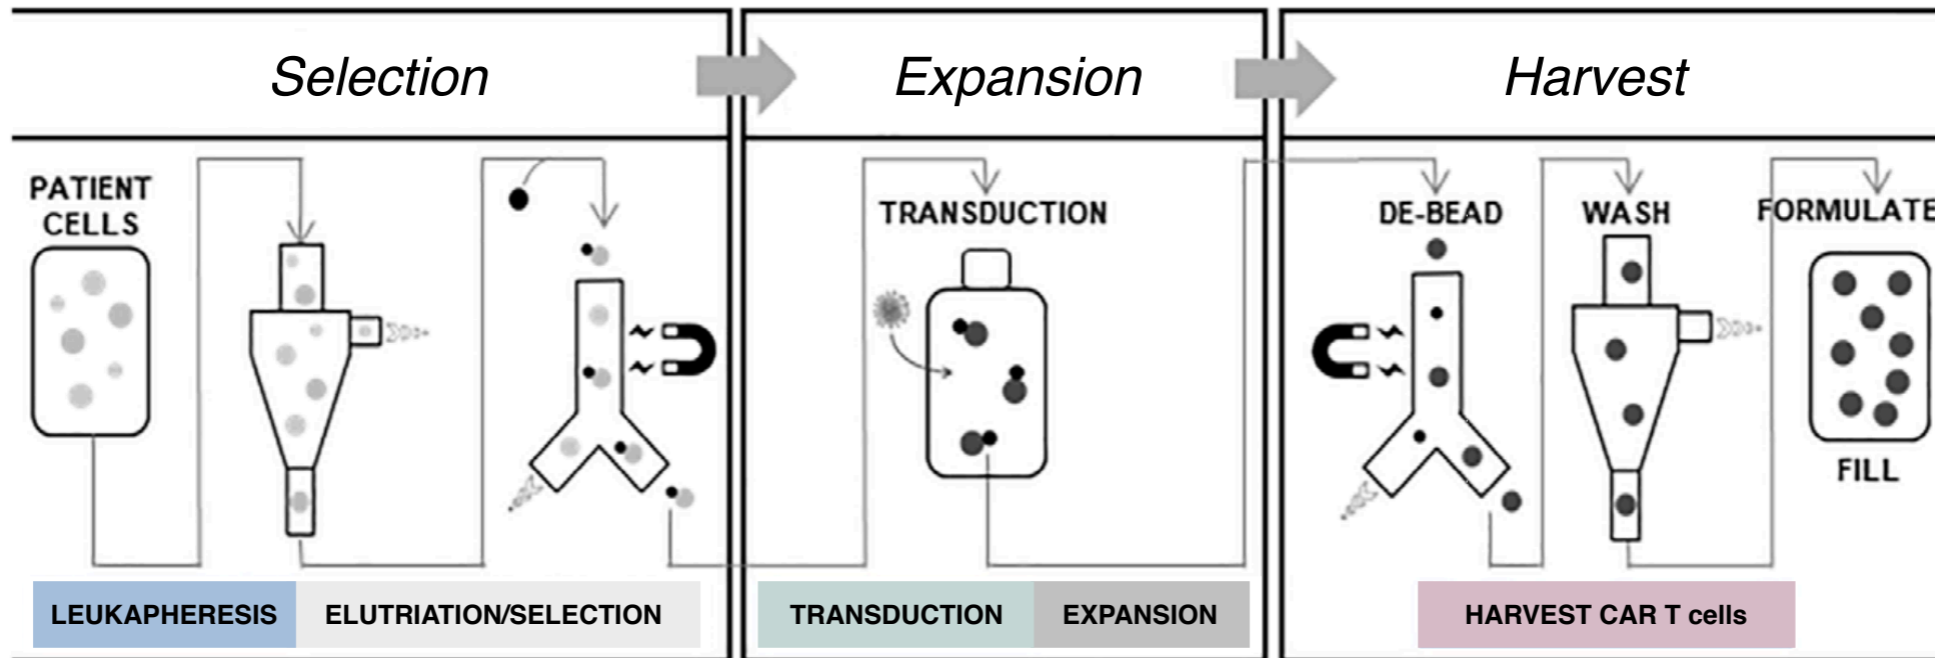 Selection
Expansion
Harvest
PATIENT
CELLS
TRANSDUCTION
DE-BEAD
WASH
FORMULATE
FILL
LEUKAPHERESIS
ELUTRIATION/SELECTION
TRANSDUCTION
EXPANSION
HARVEST CAR T cells